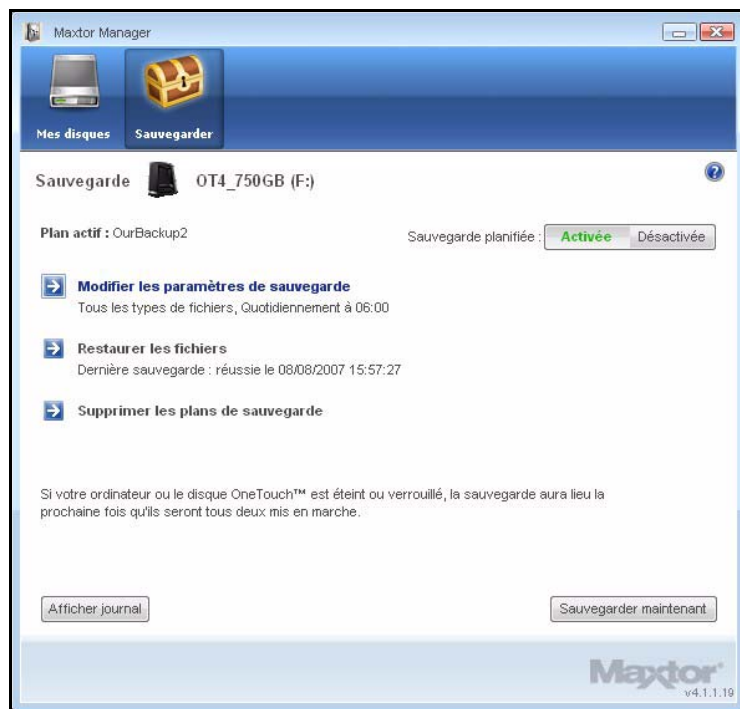 Maxtor Manager
Mes disques
Sauvegarder
Sauvegarde OT4_750GB (F:)
Plan actif : OurBackup2
Sauvegarde planifiée : Activée Désactivée
Modifier les paramètres de sauvegarde
Tous les types de fichiers, Quotidiennement à 06:00
Restaurer les fichiers
Dernière sauvegarde : réussie le 08/08/2007 15:57:27
Supprimer les plans de sauvegarde
Si votre ordinateur ou le disque OneTouch™ est éteint ou verrouillé, la sauvegarde aura lieu la
prochaine fois qu'ils seront tous deux mis en marche.
Afficher journal
Sauvegarder maintenant
Maxtor
v4.1.1.19